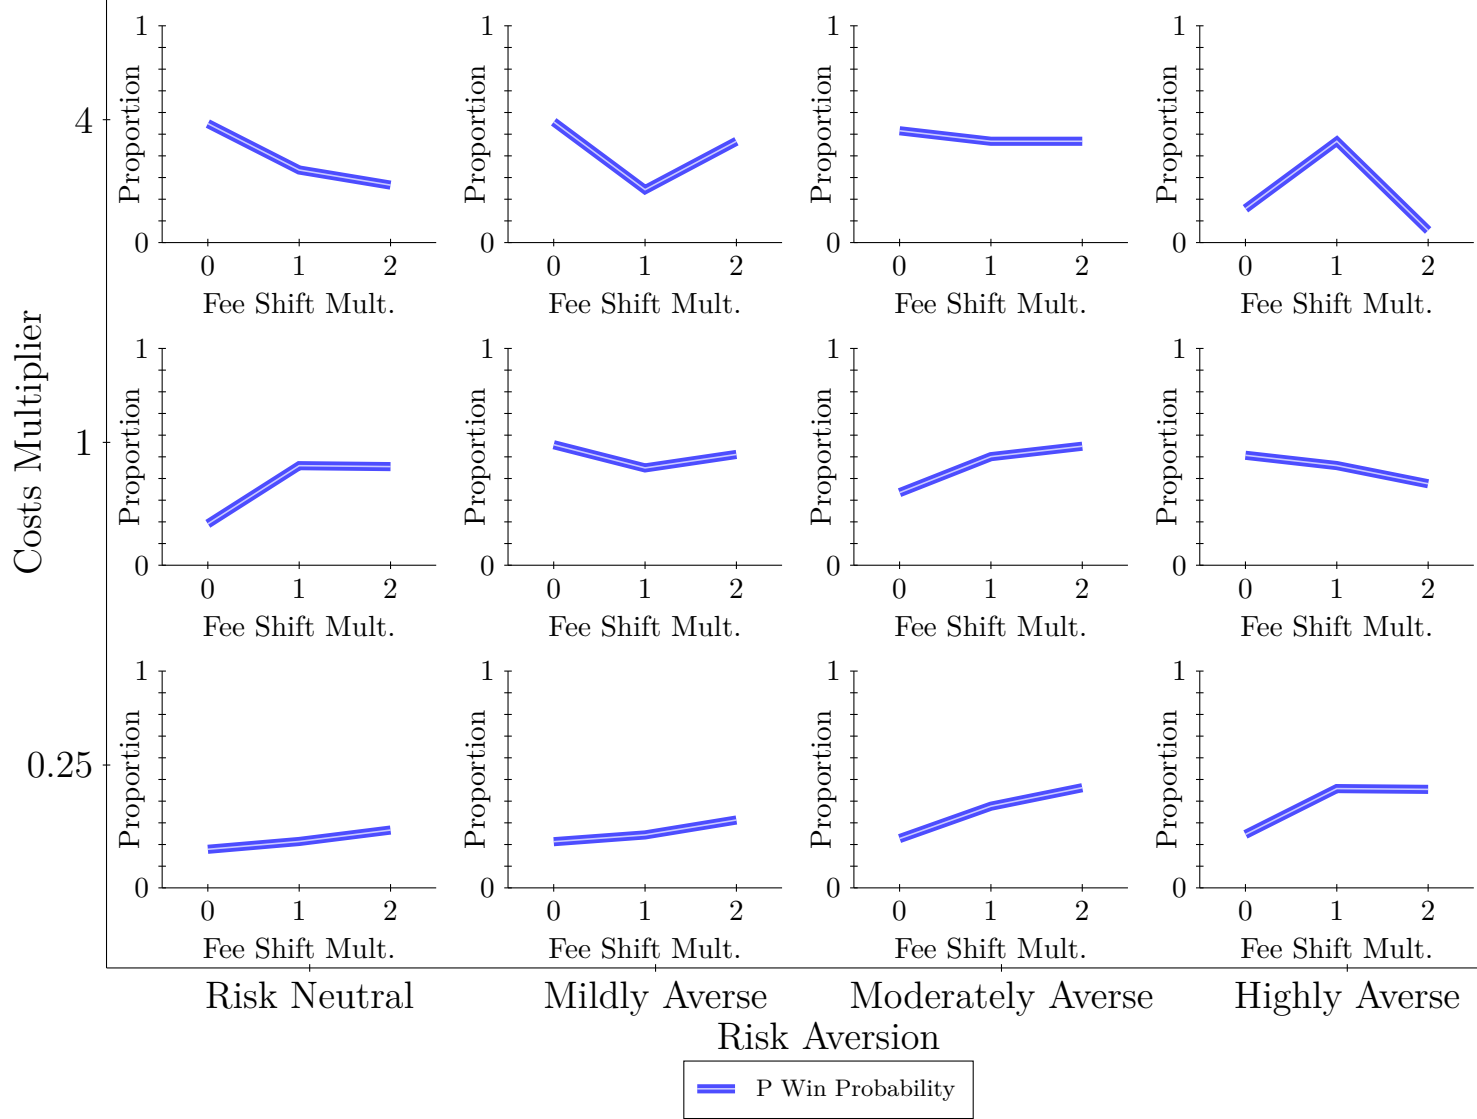 Costs Multiplier
4
1
Proportion
0
0 1 2
Fee Shift Mult.
1
Proportion
0
0 1 2
Fee Shift Mult.
1
Proportion
0
0 1 2
Fee Shift Mult.
1
Proportion
0
0 1 2
Fee Shift Mult.
1
1
Proportion
0
0 1 2
Fee Shift Mult.
1
Proportion
0
0 1 2
Fee Shift Mult.
1
Proportion
0
0 1 2
Fee Shift Mult.
1
Proportion
0
0 1 2
Fee Shift Mult.
0.25
1
Proportion
0
0 1 2
Fee Shift Mult.
1
Proportion
0
0 1 2
Fee Shift Mult.
1
Proportion
0
0 1 2
Fee Shift Mult.
1
Proportion
0
0 1 2
Fee Shift Mult.
Risk Neutral
Mildly Averse
Moderately Averse
Highly Averse
Risk Aversion
P Win Probability